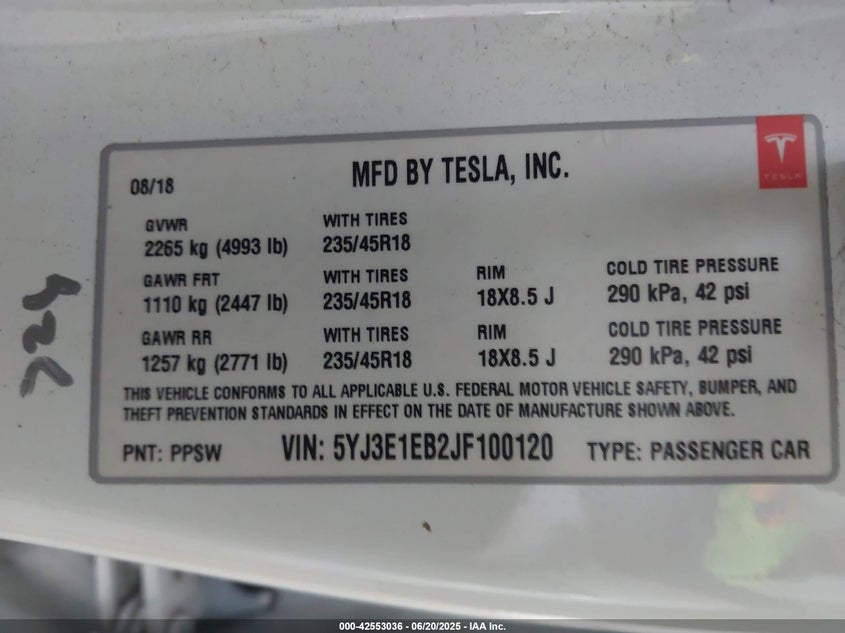 MFD BY TESLA, INC.
TESLA
08/18
GVWR WITH TIRES
2265 kg (4993 lb) 235/45R18
GAWR FRT WITH TIRES RIM COLD TIRE PRESSURE
1110 kg (2447 lb) 235/45R18 18X8.5 J 290 kPa, 42 psi
GAWR RR WITH TIRES RIM COLD TIRE PRESSURE
1257 kg (2771 lb) 235/45R18 18X8.5 J 290 kPa, 42 psi
THIS VEHICLE CONFORMS TO ALL APPLICABLE U.S. FEDERAL MOTOR VEHICLE SAFETY, BUMPER, AND
THEFT PREVENTION STANDARDS IN EFFECT ON THE DATE OF MANUFACTURE SHOWN ABOVE.
PNT: PPSW VIN: 5YJ3E1EB2JF100120 TYPE: PASSENGER CAR
000-42553036 - 06/20/2025 - IAA Inc.